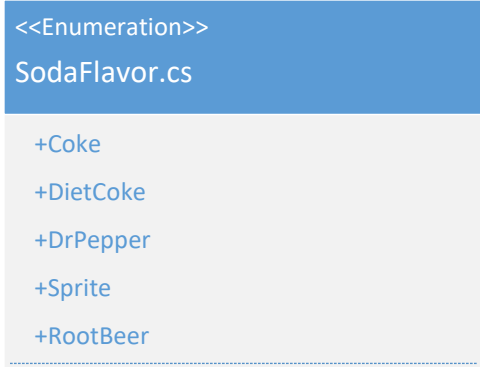 <<Enumeration>>
SodaFlavor.cs
+Coke
+DietCoke
+DrPepper
+Sprite
+RootBeer